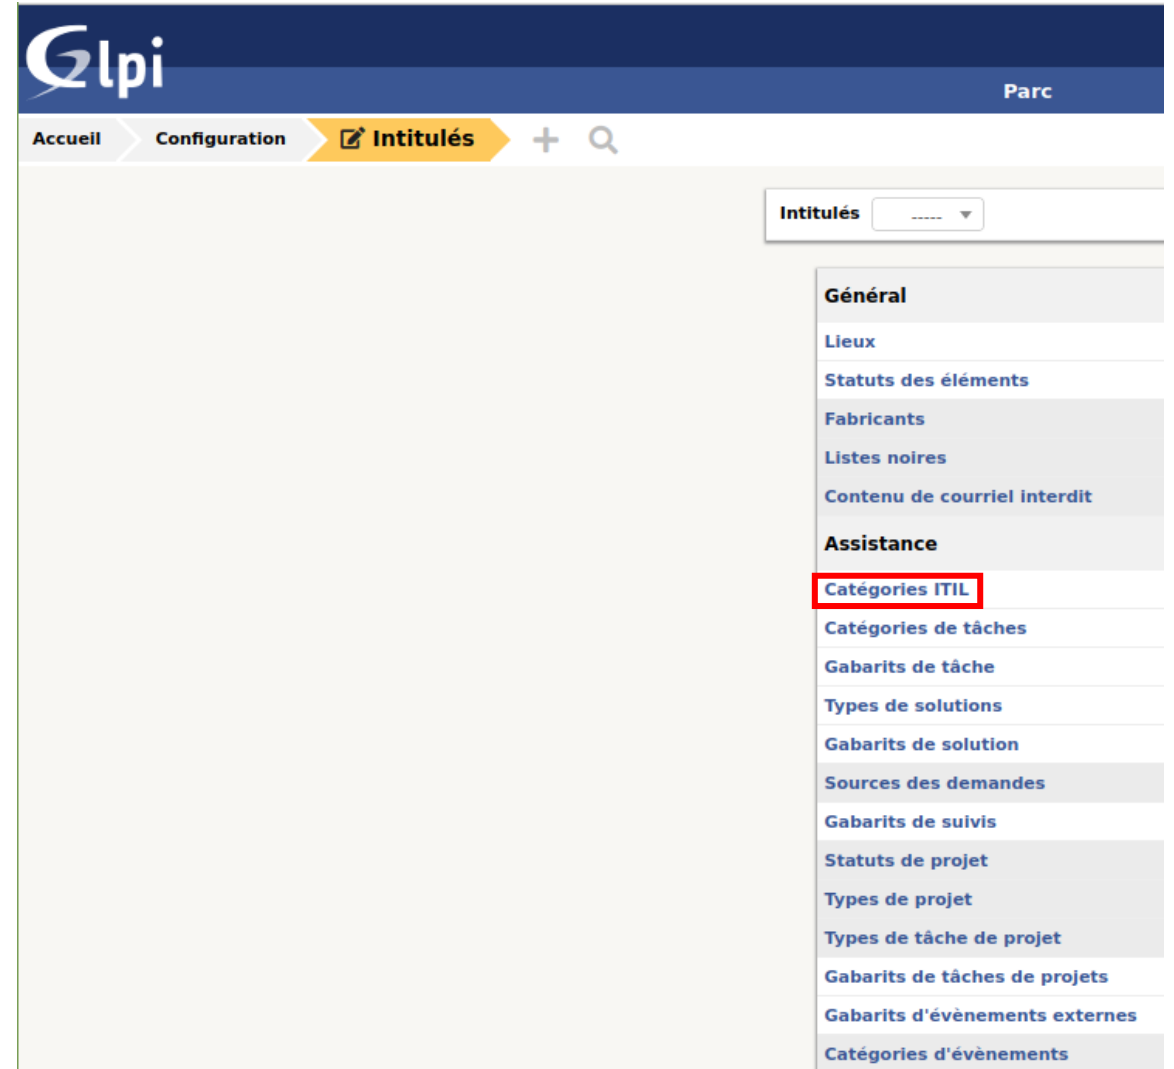 Glpi
Parc
Accueil Configuration Intitulés
Intitulés -----
Général
Lieux
Statuts des éléments
Fabricants
Listes noires
Contenu de courriel interdit
Assistance
Catégories ITIL
Catégories de tâches
Gabarits de tâche
Types de solutions
Gabarits de solution
Sources des demandes
Gabarits de suivis
Statuts de projet
Types de projet
Types de tâche de projet
Gabarits de tâches de projets
Gabarits d'évènements externes
Catégories d'évènements